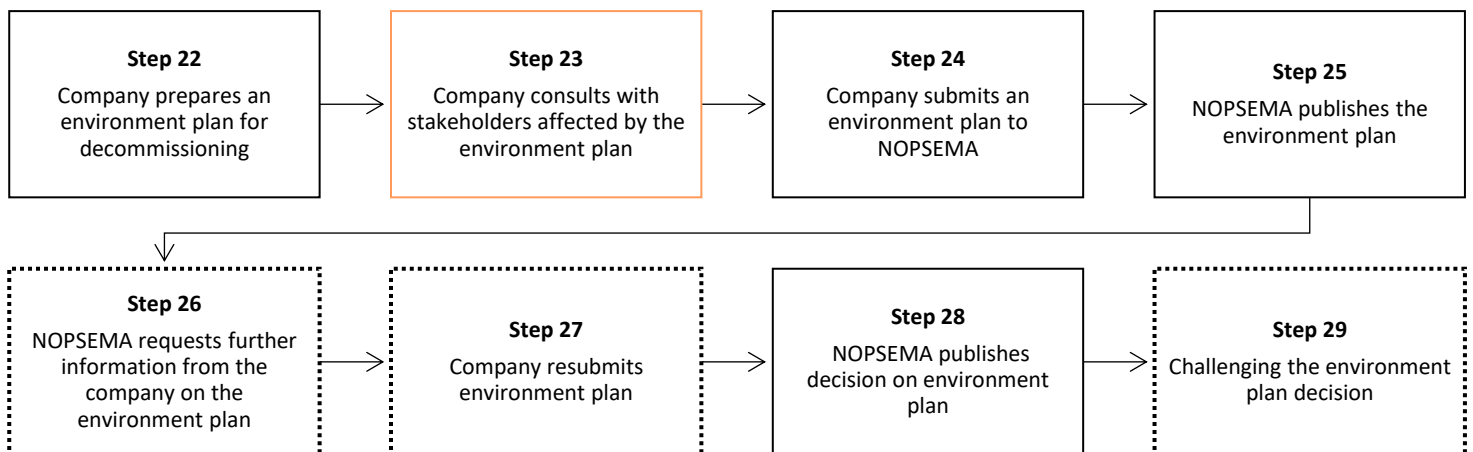 Step 22
Company prepares an
environment plan for
decommissioning
Step 23
Company consults with
stakeholders affected by the
environment plan
Step 24
Company submits an
environment plan to
NOPSEMA
Step 25
NOPSEMA publishes the
environment plan
Step 26
NOPSEMA requests further
information from the
company on the
environment plan
Step 27
Company resubmits
environment plan
Step 28
NOPSEMA publishes
decision on environment
plan
Step 29
Challenging the environment
plan decision